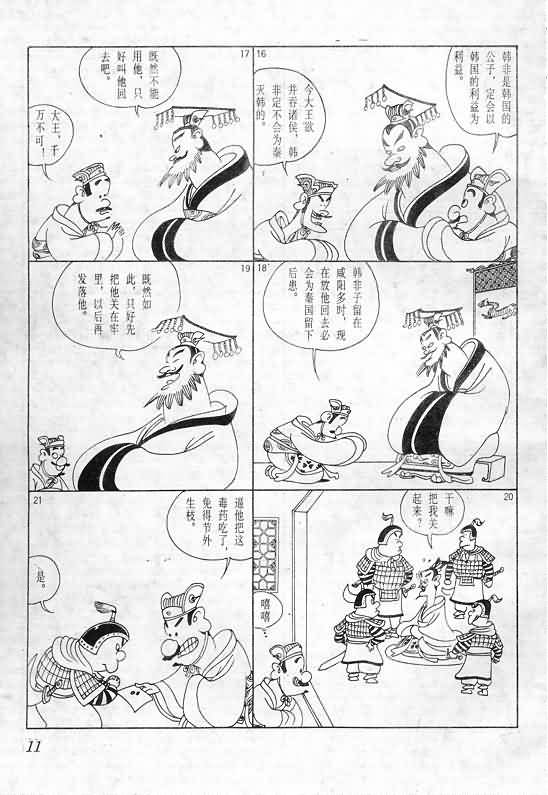 16
韩非是韩国的
公子，定会以
韩国的利益为
利益。
今大王欲
并吞诸侯，韩
非定不会为秦
灭韩的。
17
既然不能
用他，只
好叫他回
去吧。
大王，千
万不可！
18
韩非子留在
咸阳多时，现
在放他回去必
会为秦国留下
后患。
19
既然如
此，只好先
把他关在牢
里，以后再
发落他。
20
干嘛
把我关
起来？
嘻嘻
21
逼他把这
毒药吃了，
免得节外
生枝。
是。
11